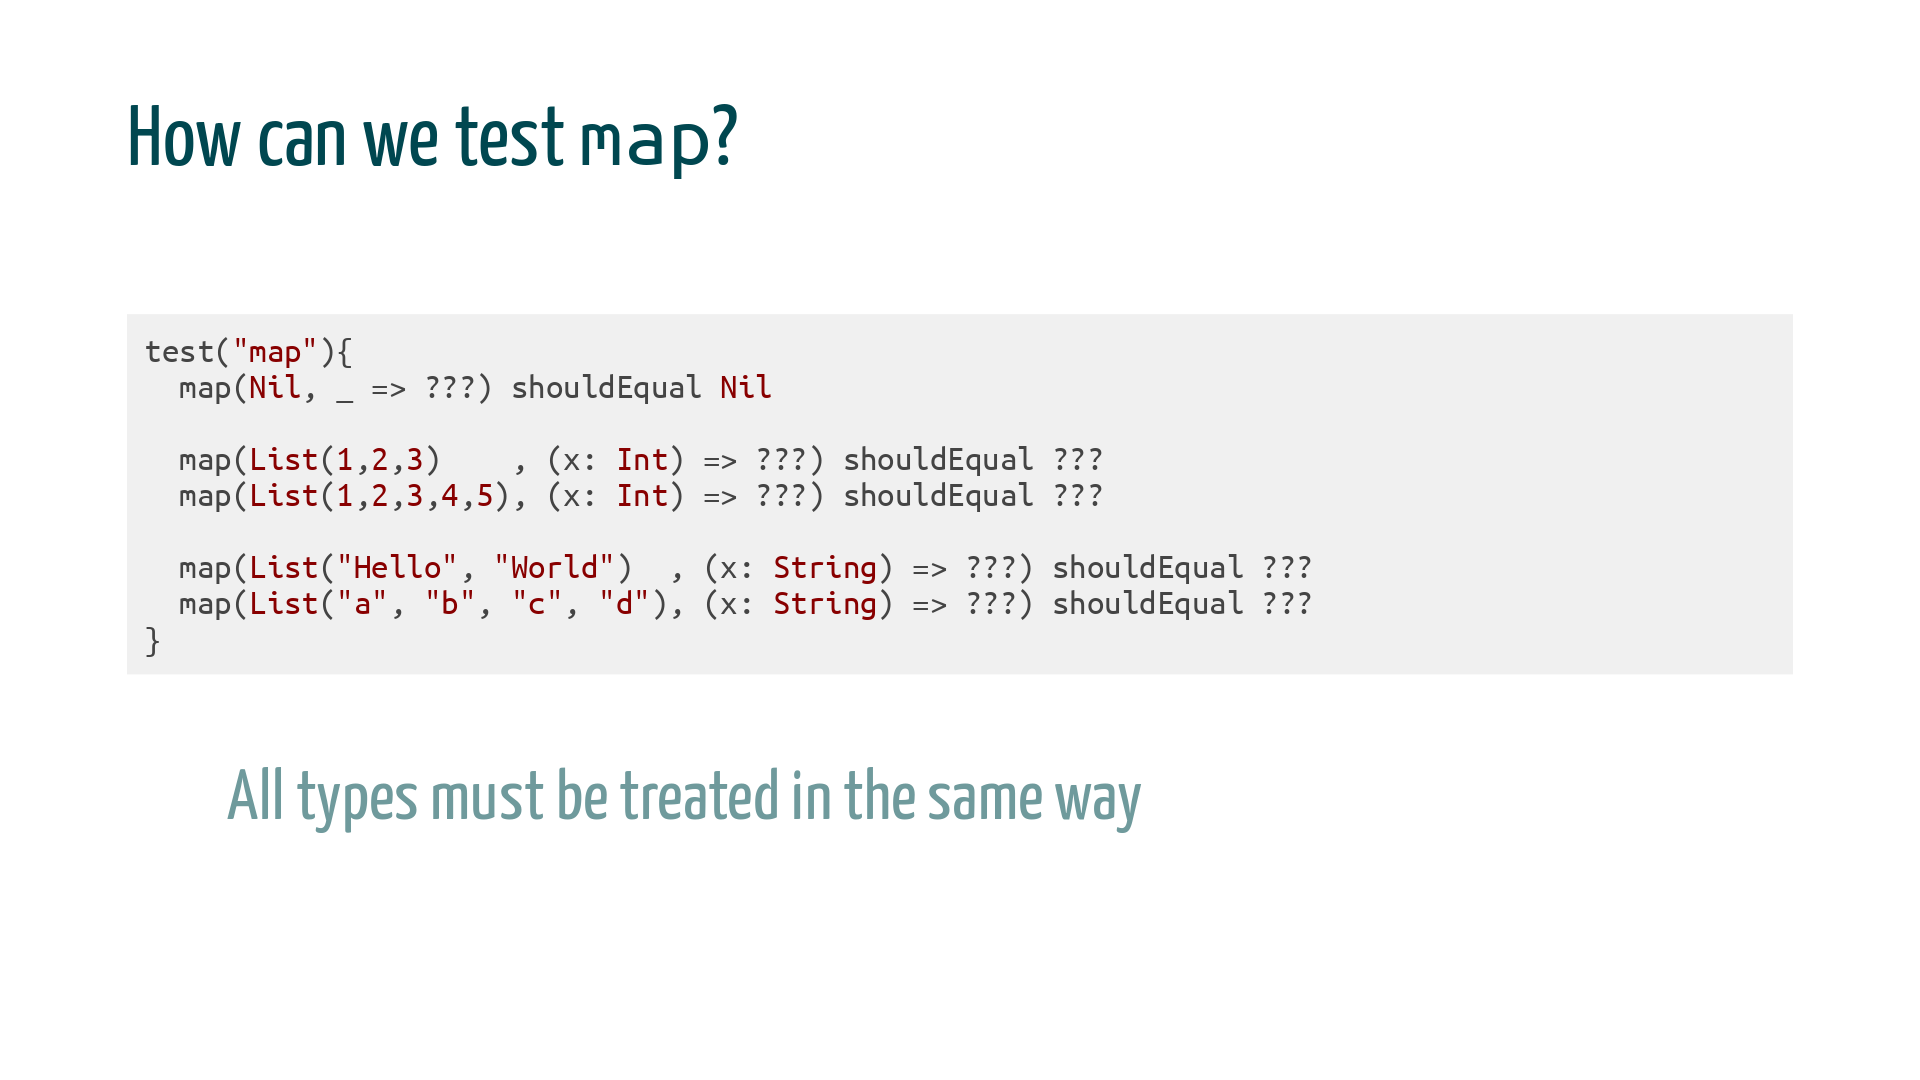 How can we test map?
test("map"){
  map(Nil, _ => ???) shouldEqual Nil
  map(List(1,2,3)    , (x: Int) => ???) shouldEqual ???
  map(List(1,2,3,4,5), (x: Int) => ???) shouldEqual ???
  map(List("Hello", "World")  , (x: String) => ???) shouldEqual ???
  map(List("a", "b", "c", "d"), (x: String) => ???) shouldEqual ???
}
All types must be treated in the same way